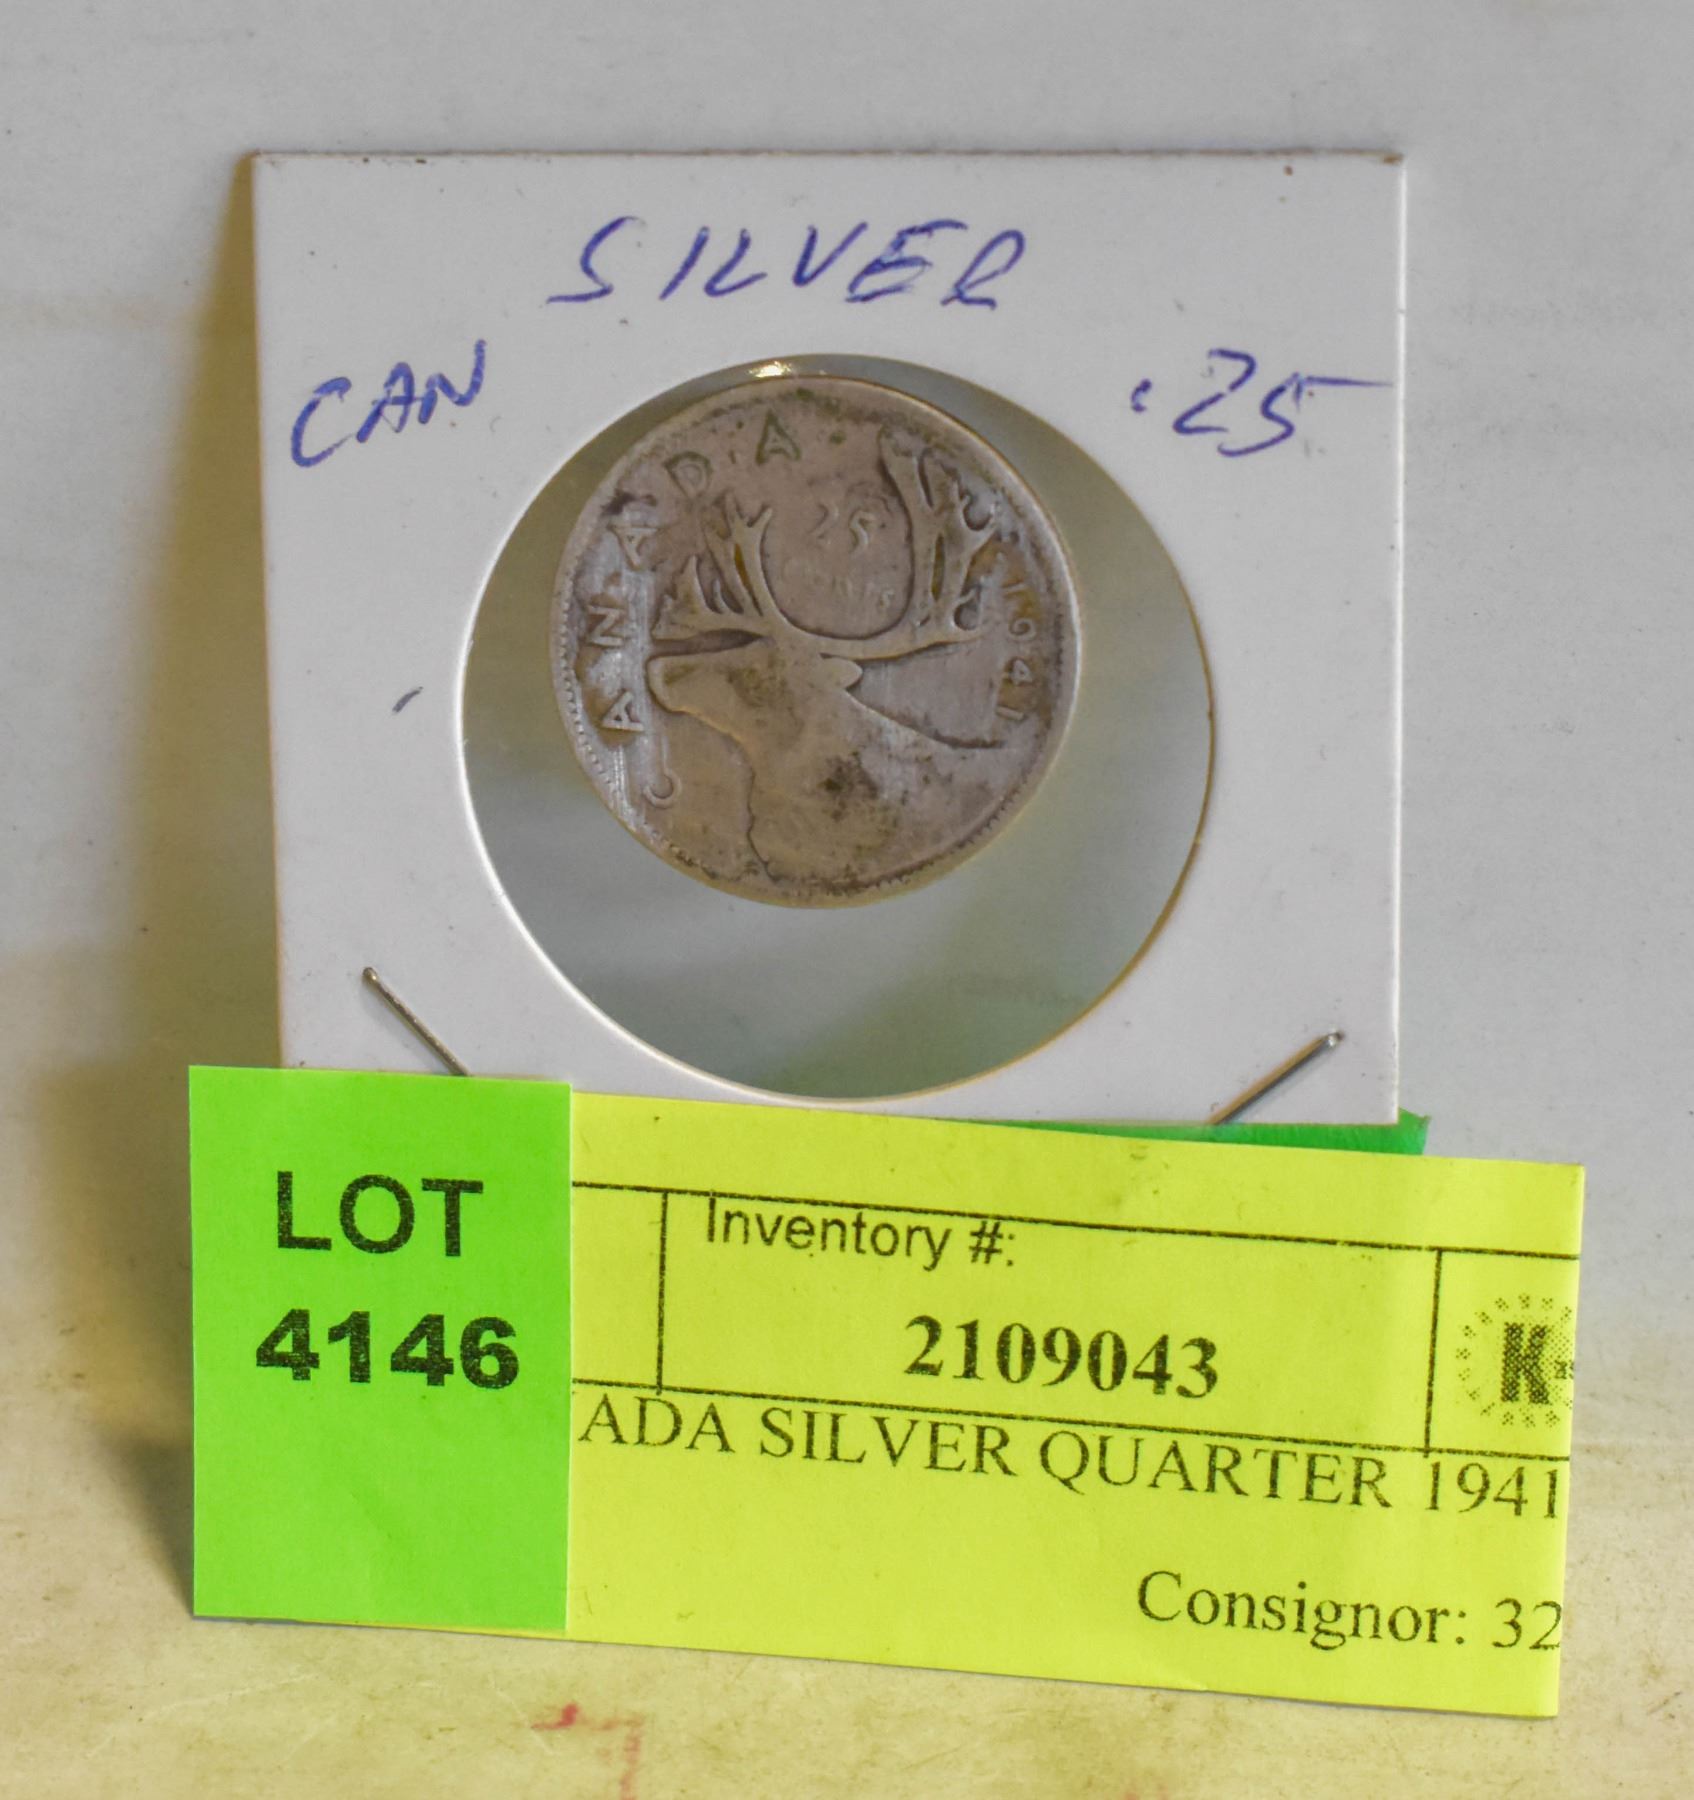 SILVER
CAN .25
CANADA
25
CENTS
1941
LOT
4146
Inventory #:
2109043
K
ADA SILVER QUARTER 1941
Consignor: 32